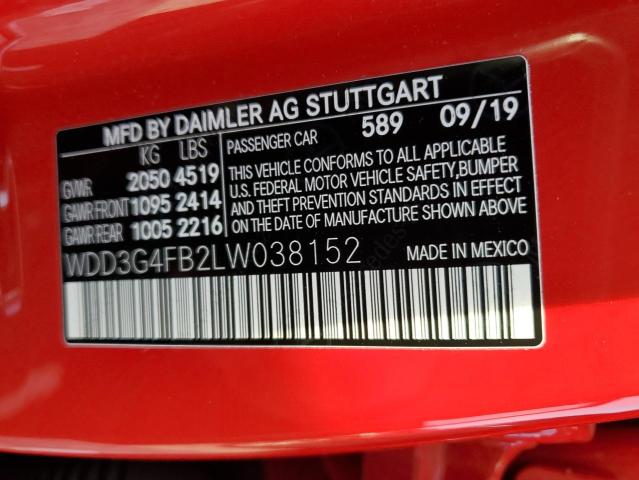 MFD BY DAIMLER AG STUTTGART
KG LBS
GVWR 2050 4519
GAWR FRONT 1095 2414
GAWR REAR 1005 2216
PASSENGER CAR 589 09/19
THIS VEHICLE CONFORMS TO ALL APPLICABLE
U.S. FEDERAL MOTOR VEHICLE SAFETY, BUMPER
AND THEFT PREVENTION STANDARDS IN EFFECT
ON THE DATE OF MANUFACTURE SHOWN ABOVE
WDD3G4FB2LW038152 MADE IN MEXICO